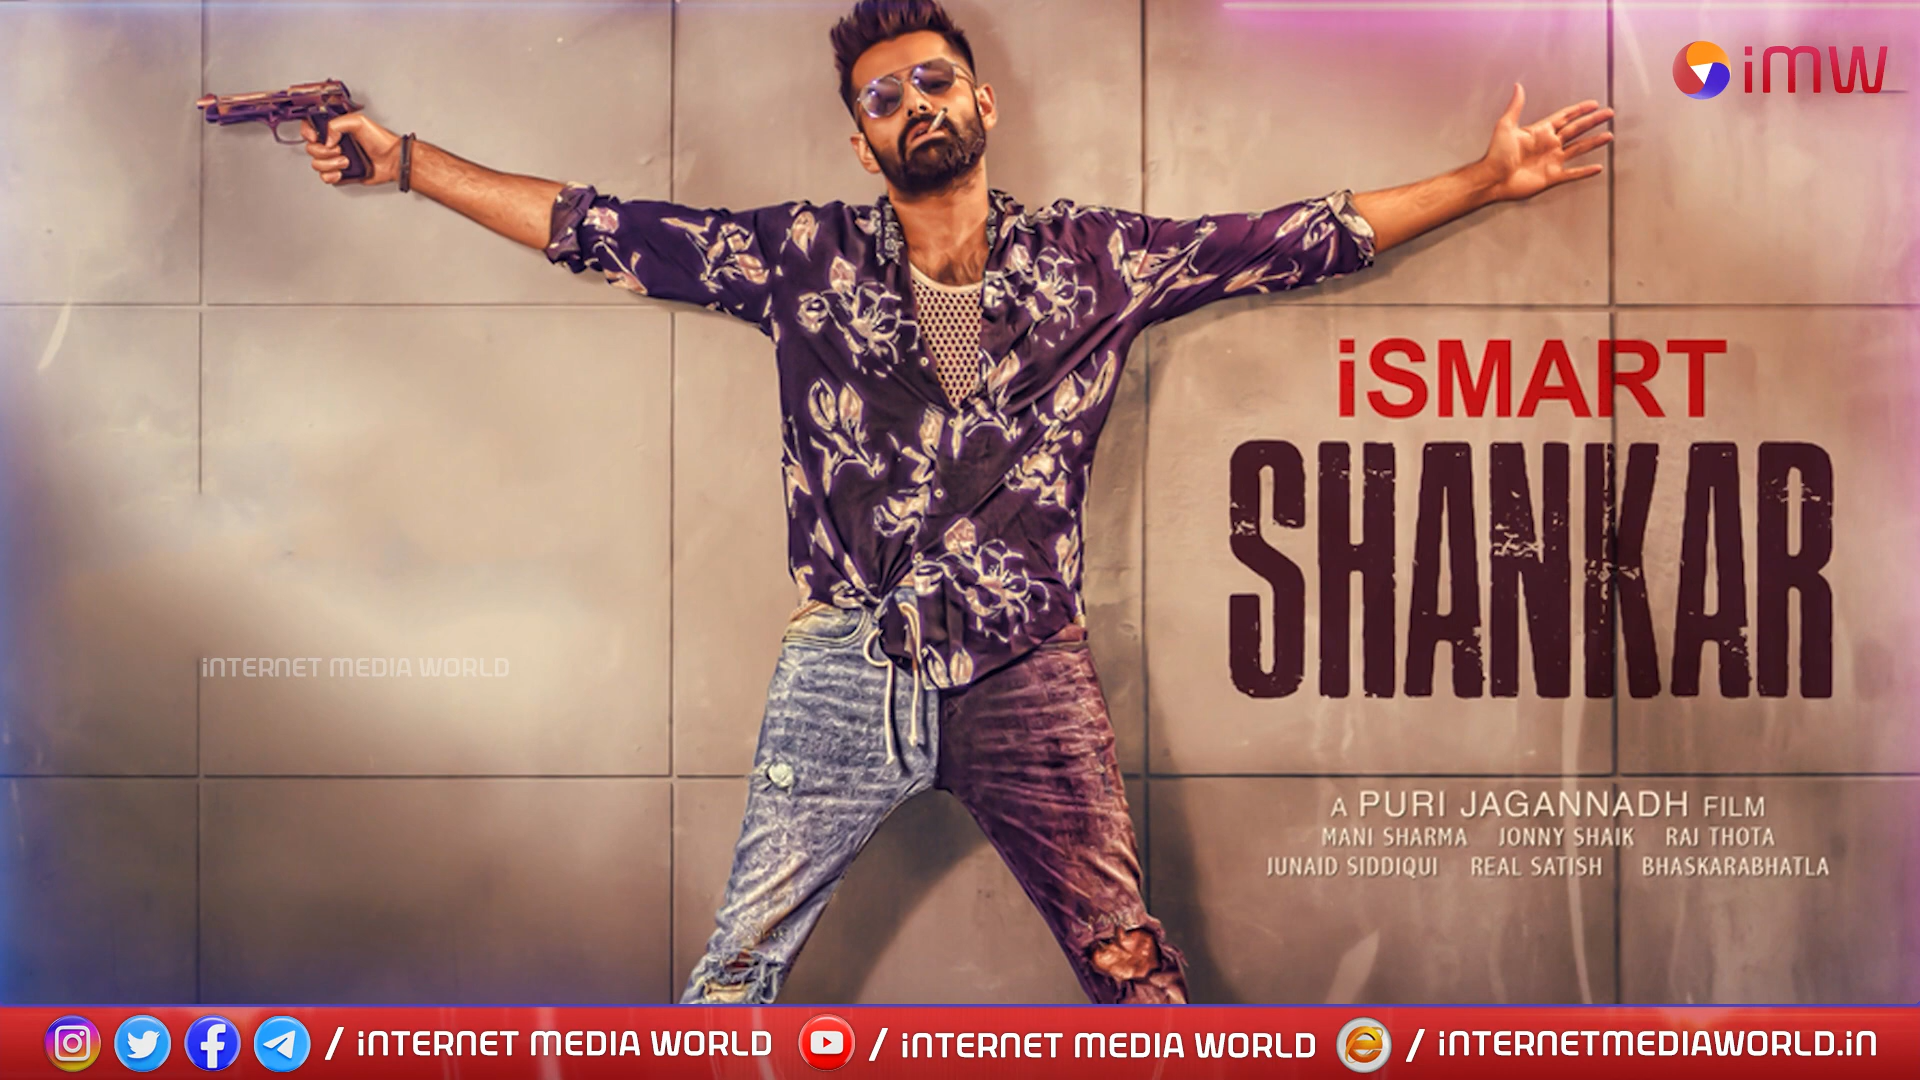 iMW
iSMART
SHANKAR
iNTERNET MEDIA WORLD
A PURI JAGANNADH FILM
MANI SHARMA JONNY SHAIK RAJ THOTA
JUNAID SIDDIQUI REAL SATISH BHASKARABHATLA
/ iNTERNET MEDIA WORLD / iNTERNET MEDIA WORLD / iNTERNETMEDIAWORLD.iN